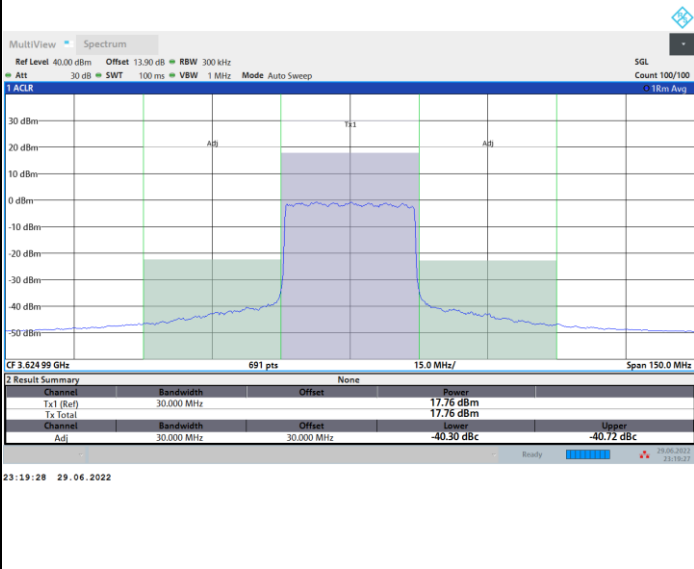 MultiView Spectrum
Ref Level 40.00 dBm Offset 13.90 dB RBW 300 kHz SGL
Att 30 dB SWT 100 ms VBW 1 MHz Mode Auto Sweep Count 100/100
1 ACLR 1Rm Avg
Tx1
Adj Adj
30 dBm
20 dBm
10 dBm
0 dBm
-10 dBm
-20 dBm
-30 dBm
-40 dBm
-50 dBm
CF 3.624 99 GHz 691 pts 15.0 MHz/ Span 150.0 MHz
2 Result Summary None
Channel Bandwidth Offset Power
Tx1 (Ref) 30.000 MHz 17.76 dBm
Tx Total 17.76 dBm
Channel Bandwidth Offset Lower Upper
Adj 30.000 MHz 30.000 MHz -40.30 dBc -40.72 dBc
Ready 29.06.2022
23:19:27
23:19:28 29.06.2022